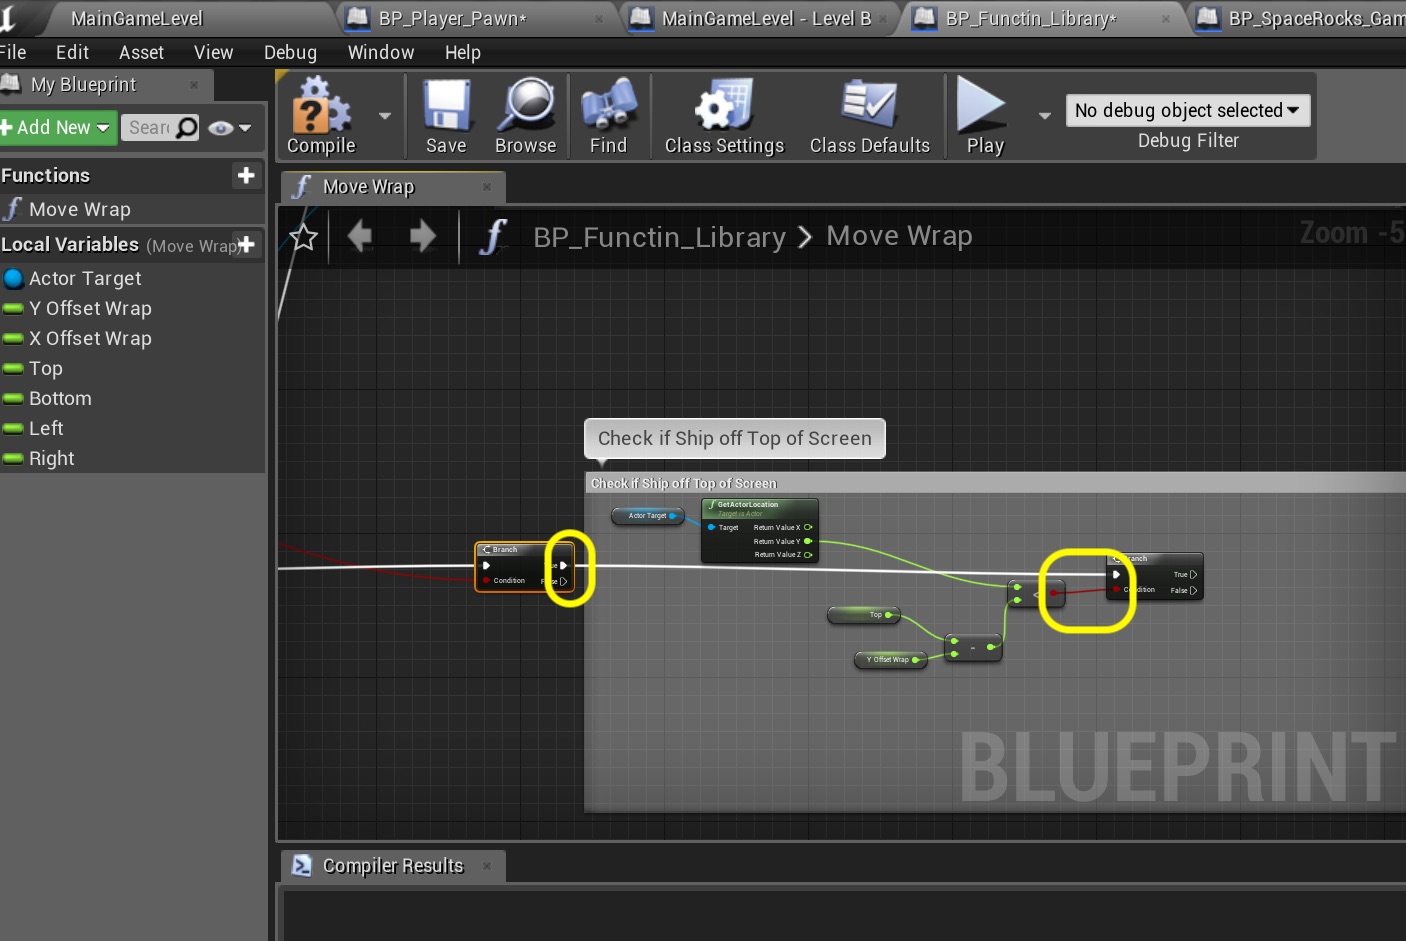 MainGameLevel
BP_Player_Pawn*
MainGameLevel - Level B
BP_Functin_Library*
BP_SpaceRocks_Gam
File Edit Asset View Debug Window Help
My Blueprint
Add New
Sear
Functions
Move Wrap
Local Variables (Move Wrap)
Actor Target
Y Offset Wrap
X Offset Wrap
Top
Bottom
Left
Right
Compile
Save
Browse
Find
Class Settings
Class Defaults
Play
No debug object selected
Debug Filter
Move Wrap
BP_Functin_Library > Move Wrap
Zoom -5
Check if Ship off Top of Screen
Check if Ship off Top of Screen
Actor Target
GetActorLocation
Target is Actor
Target
Return Value X
Return Value Y
Return Value Z
Branch
True
Condition
False
Branch
True
Condition
False
<
Top
-
Y Offset Wrap
BLUEPRINT
Compiler Results